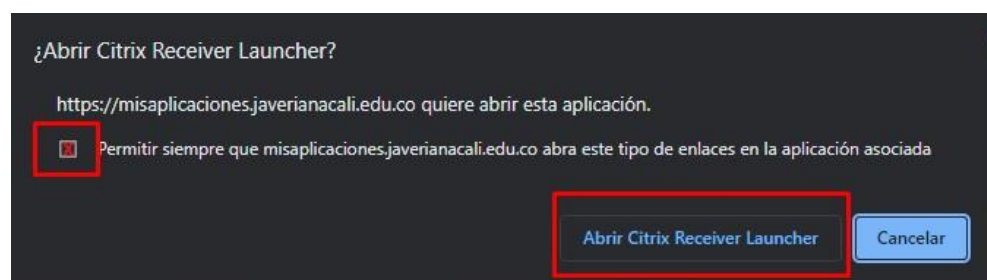 ¿Abrir Citrix Receiver Launcher?
https://misaplicaciones.javerianacali.edu.co quiere abrir esta aplicación.
Permitir siempre que misaplicaciones.javerianacali.edu.co abra este tipo de enlaces en la aplicación asociada
Abrir Citrix Receiver Launcher Cancelar